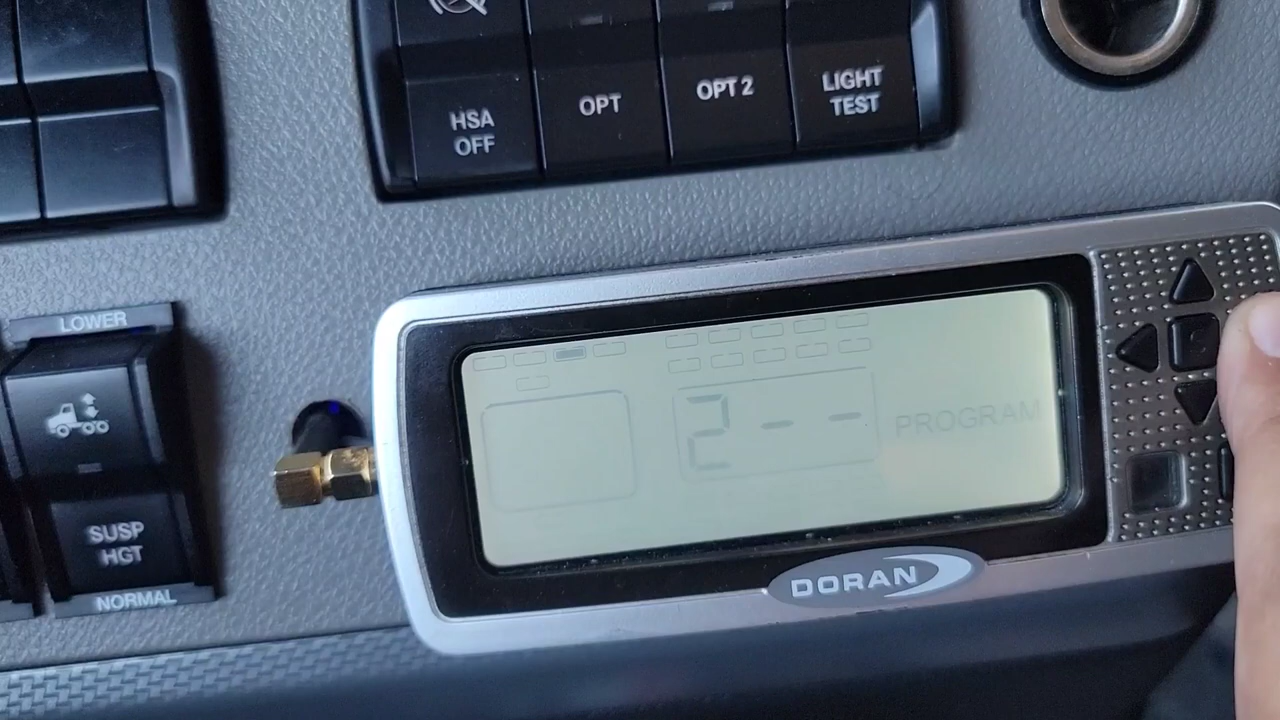 HSA
OFF
OPT
OPT 2
LIGHT
TEST
LOWER
SUSP
HGT
NORMAL
2 - -
PROGRAM
DORAN